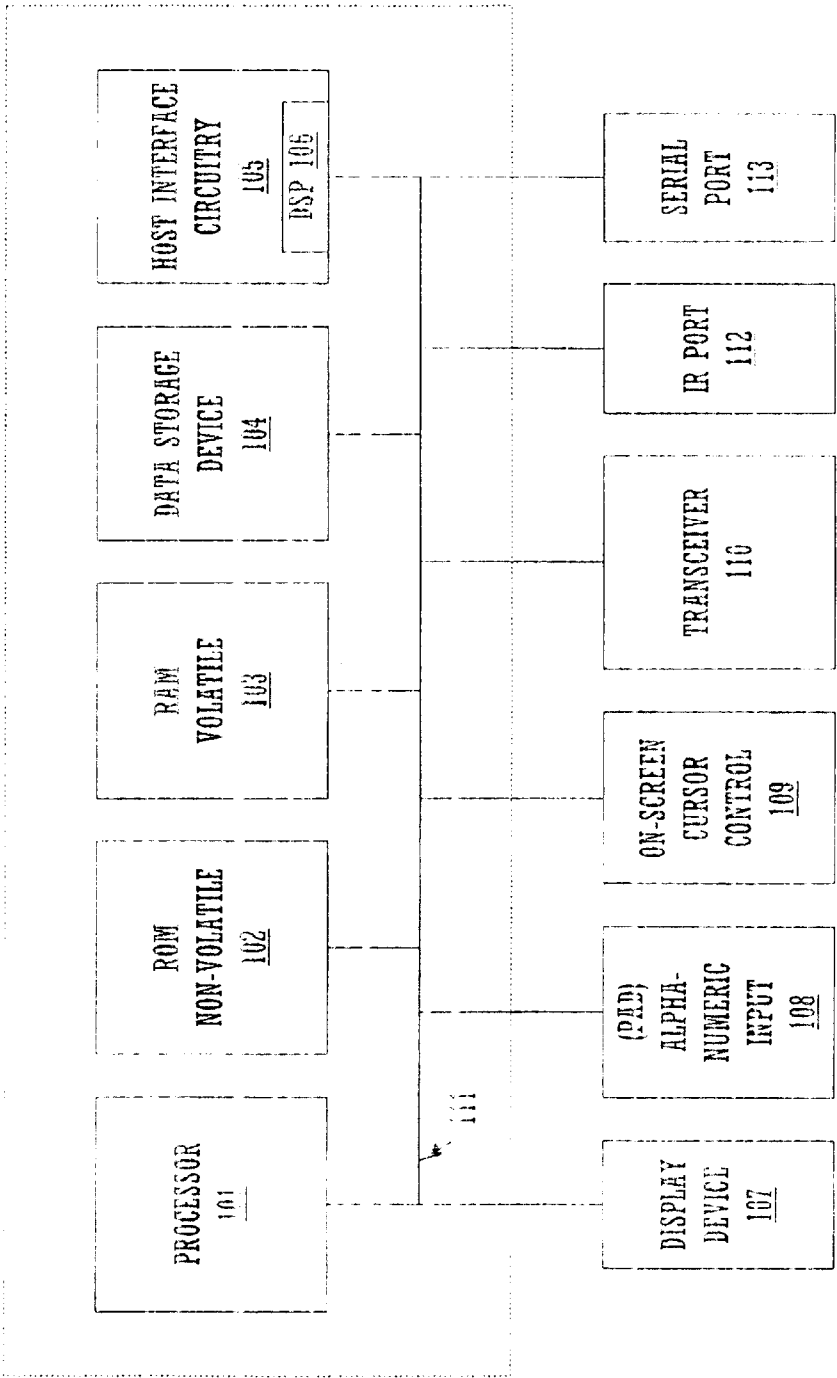 PROCESSOR
101
ROM
NON-VOLATILE
102
RAM
VOLATILE
103
DATA STORAGE
DEVICE
104
HOST INTERFACE
CIRCUITRY
105
DSP 106
111
DISPLAY
DEVICE
107
(PAD)
ALPHA-
NUMERIC
INPUT
108
ON-SCREEN
CURSOR
CONTROL
109
TRANSCEIVER
110
IR PORT
112
SERIAL
PORT
113